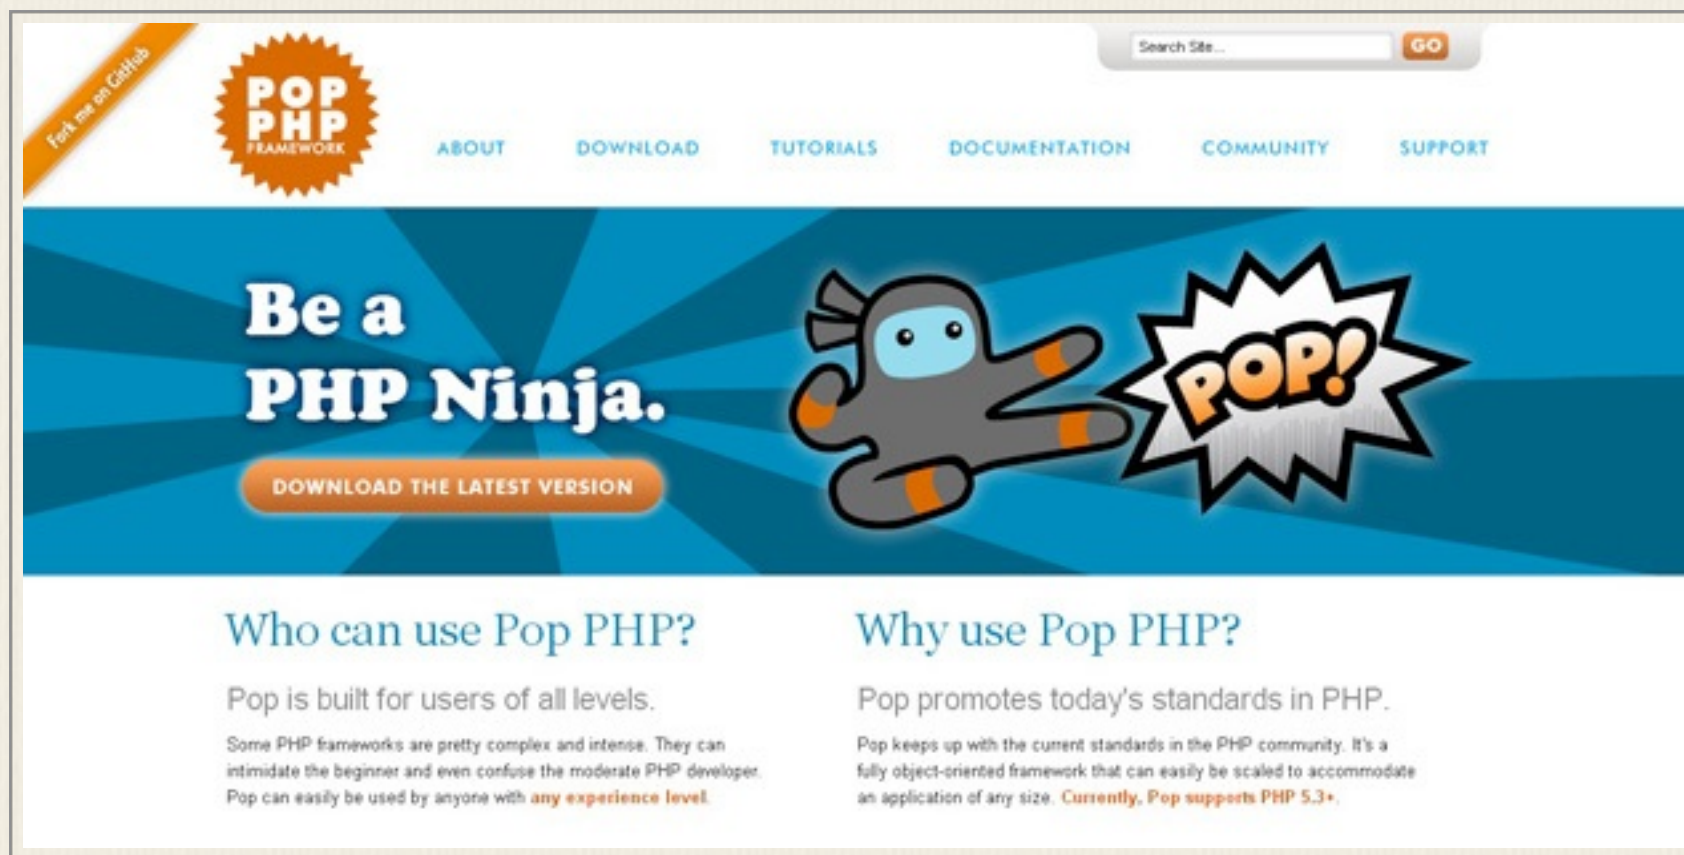 Fork me on GitHub
POP
PHP
FRAMEWORK
Search Site...
GO
ABOUT
DOWNLOAD
TUTORIALS
DOCUMENTATION
COMMUNITY
SUPPORT
Be a
PHP Ninja.
DOWNLOAD THE LATEST VERSION
POP!
Who can use Pop PHP?
Pop is built for users of all levels.
Some PHP frameworks are pretty complex and intense. They can
intimidate the beginner and even confuse the moderate PHP developer.
Pop can easily be used by anyone with any experience level.
Why use Pop PHP?
Pop promotes today's standards in PHP.
Pop keeps up with the current standards in the PHP community. It's a
fully object-oriented framework that can easily be scaled to accommodate
an application of any size. Currently, Pop supports PHP 5.3+.